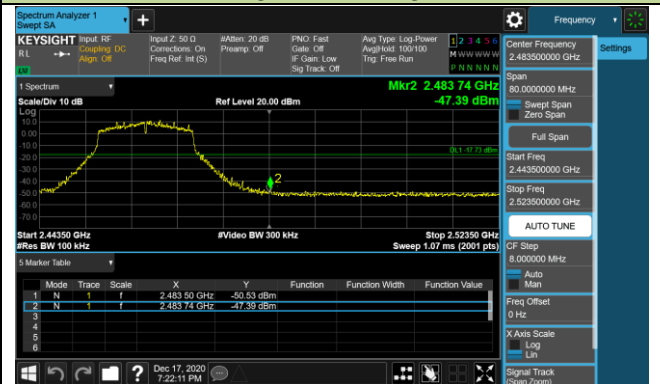 Spectrum Analyzer 1
Swept SA
Frequency
KEYSIGHT
RL
Input RF
Coupling: DC
Align: Off
Input Z: 50 Ω
Corrections: On
Freq Ref: Int (S)
#Atten: 20 dB
Preamp: Off
PNO: Fast
Gate: Off
IF Gain: Low
Sig Track: Off
Avg Type: Log-Power
Avg|Hold: 100/100
Trig: Free Run
1 2 3 4 5 6
M W W W W W
P N N N N N
Settings
1 Spectrum
Scale/Div 10 dB
Log
Ref Level 20.00 dBm
Mkr2 2.483 74 GHz
-47.39 dBm
10.0
0.00
-10.0
-20.0
-30.0
-40.0
-50.0
-60.0
-70.0
DL1 -17.73 dBm
2
Start 2.44350 GHz
#Res BW 100 kHz
#Video BW 300 kHz
Stop 2.52350 GHz
Sweep 1.07 ms (2001 pts)
5 Marker Table
Mode Trace Scale X Y Function Function Width Function Value
1 N 1 f 2.483 50 GHz -50.53 dBm
2 N 1 f 2.483 74 GHz -47.39 dBm
3
4
5
6
Center Frequency
2.483500000 GHz
Span
80.0000000 MHz
Swept Span
Zero Span
Full Span
Start Freq
2.443500000 GHz
Stop Freq
2.523500000 GHz
AUTO TUNE
CF Step
8.000000 MHz
Auto
Man
Freq Offset
0 Hz
X Axis Scale
Log
Lin
Signal Track
(Span Zoom)
Dec 17, 2020
7:22:11 PM